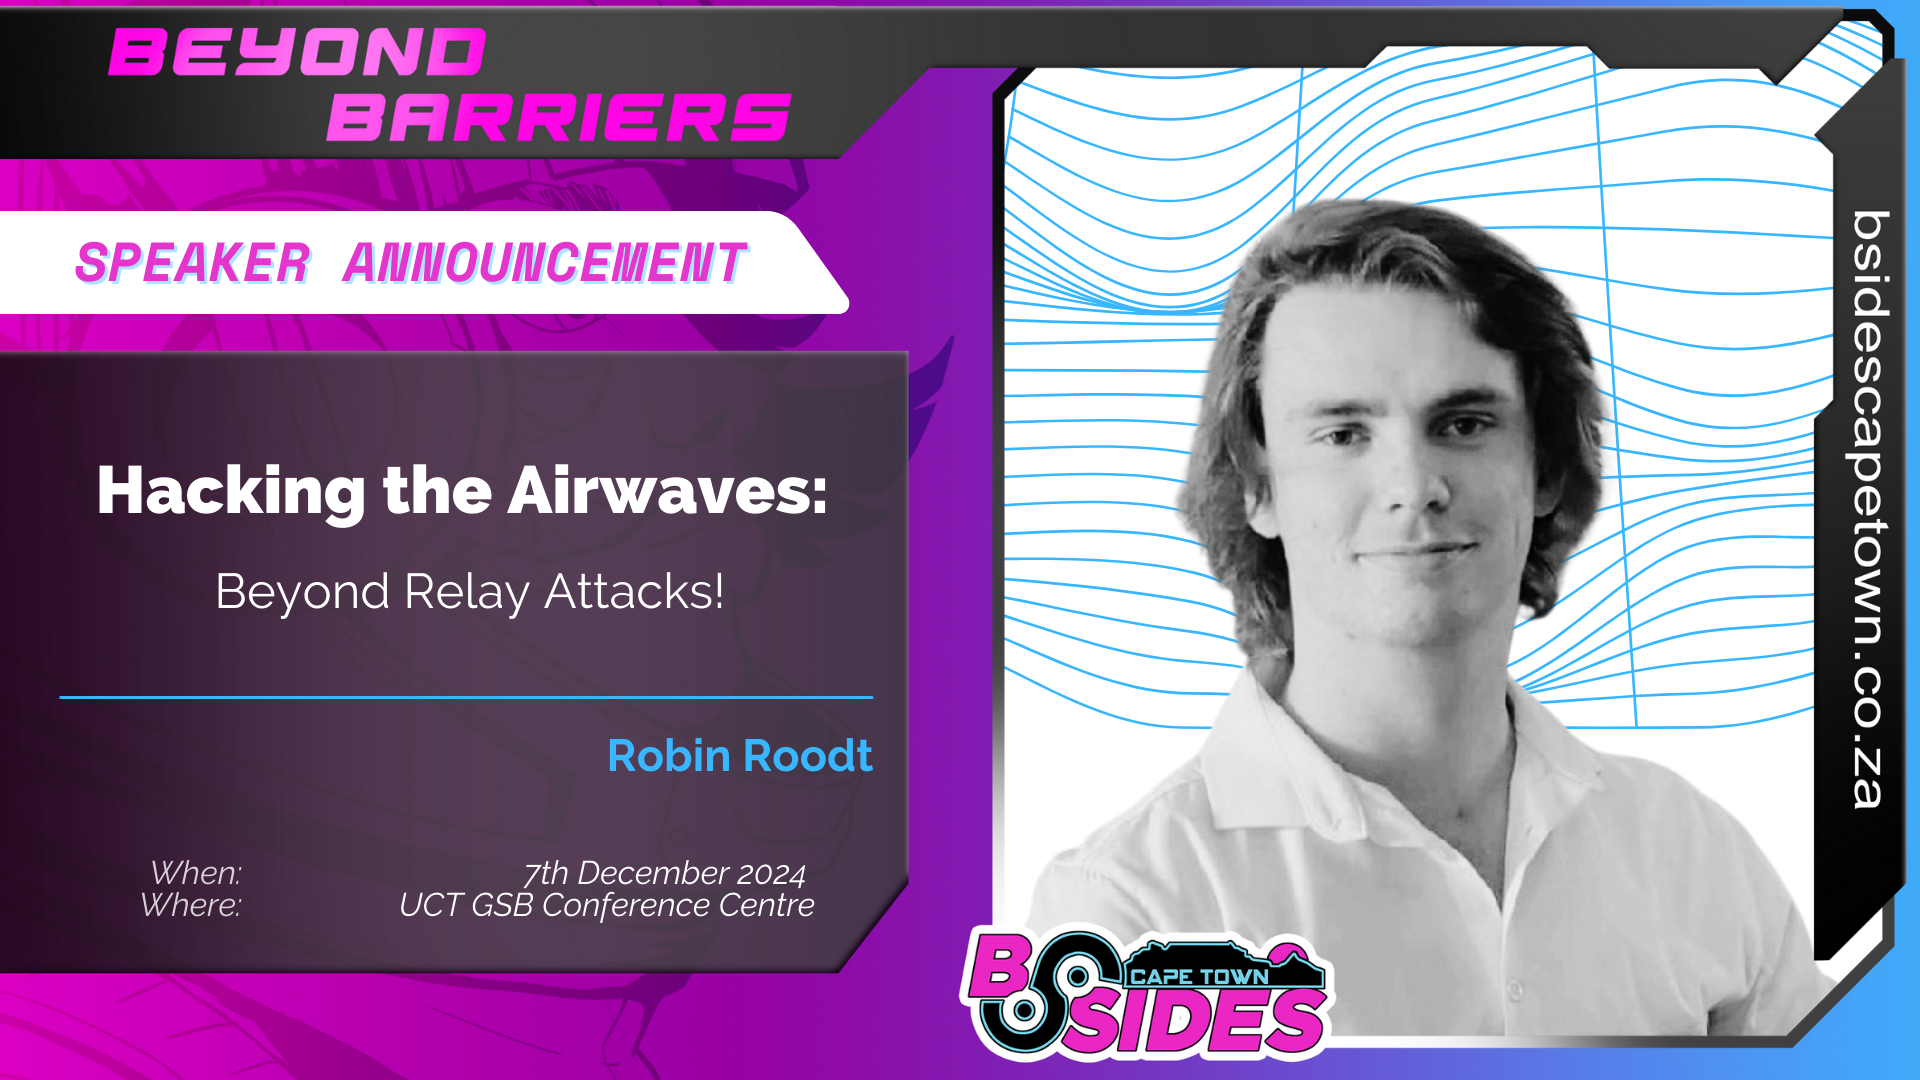 BEYOND
BARRIERS
SPEAKER ANNOUNCEMENT
Hacking the Airwaves:
Beyond Relay Attacks!
Robin Roodt
When: 7th December 2024
Where: UCT GSB Conference Centre
bsidescapetown.co.za
BSIDES
CAPE TOWN